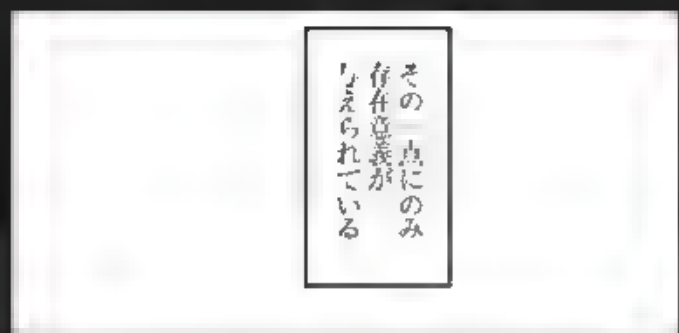 その一点にのみ
存在意義が
与えられている